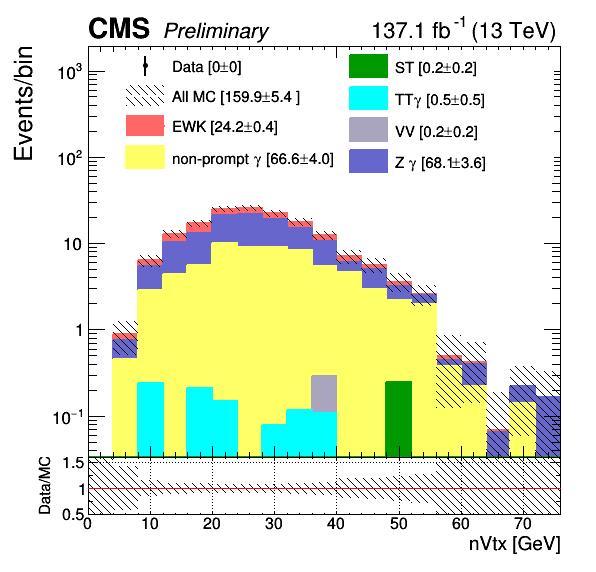 CMS Preliminary 137.1 fb⁻¹ (13 TeV)
Events/bin
10³
10²
10
1
10⁻¹
Data [0±0]
All MC [159.9±5.4 ]
EWK [24.2±0.4]
non-prompt γ [66.6±4.0]
ST [0.2±0.2]
TTγ [0.5±0.5]
VV [0.2±0.2]
Z γ [68.1±3.6]
Data/MC
1.5
1
0.5
0 10 20 30 40 50 60 70
nVtx [GeV]